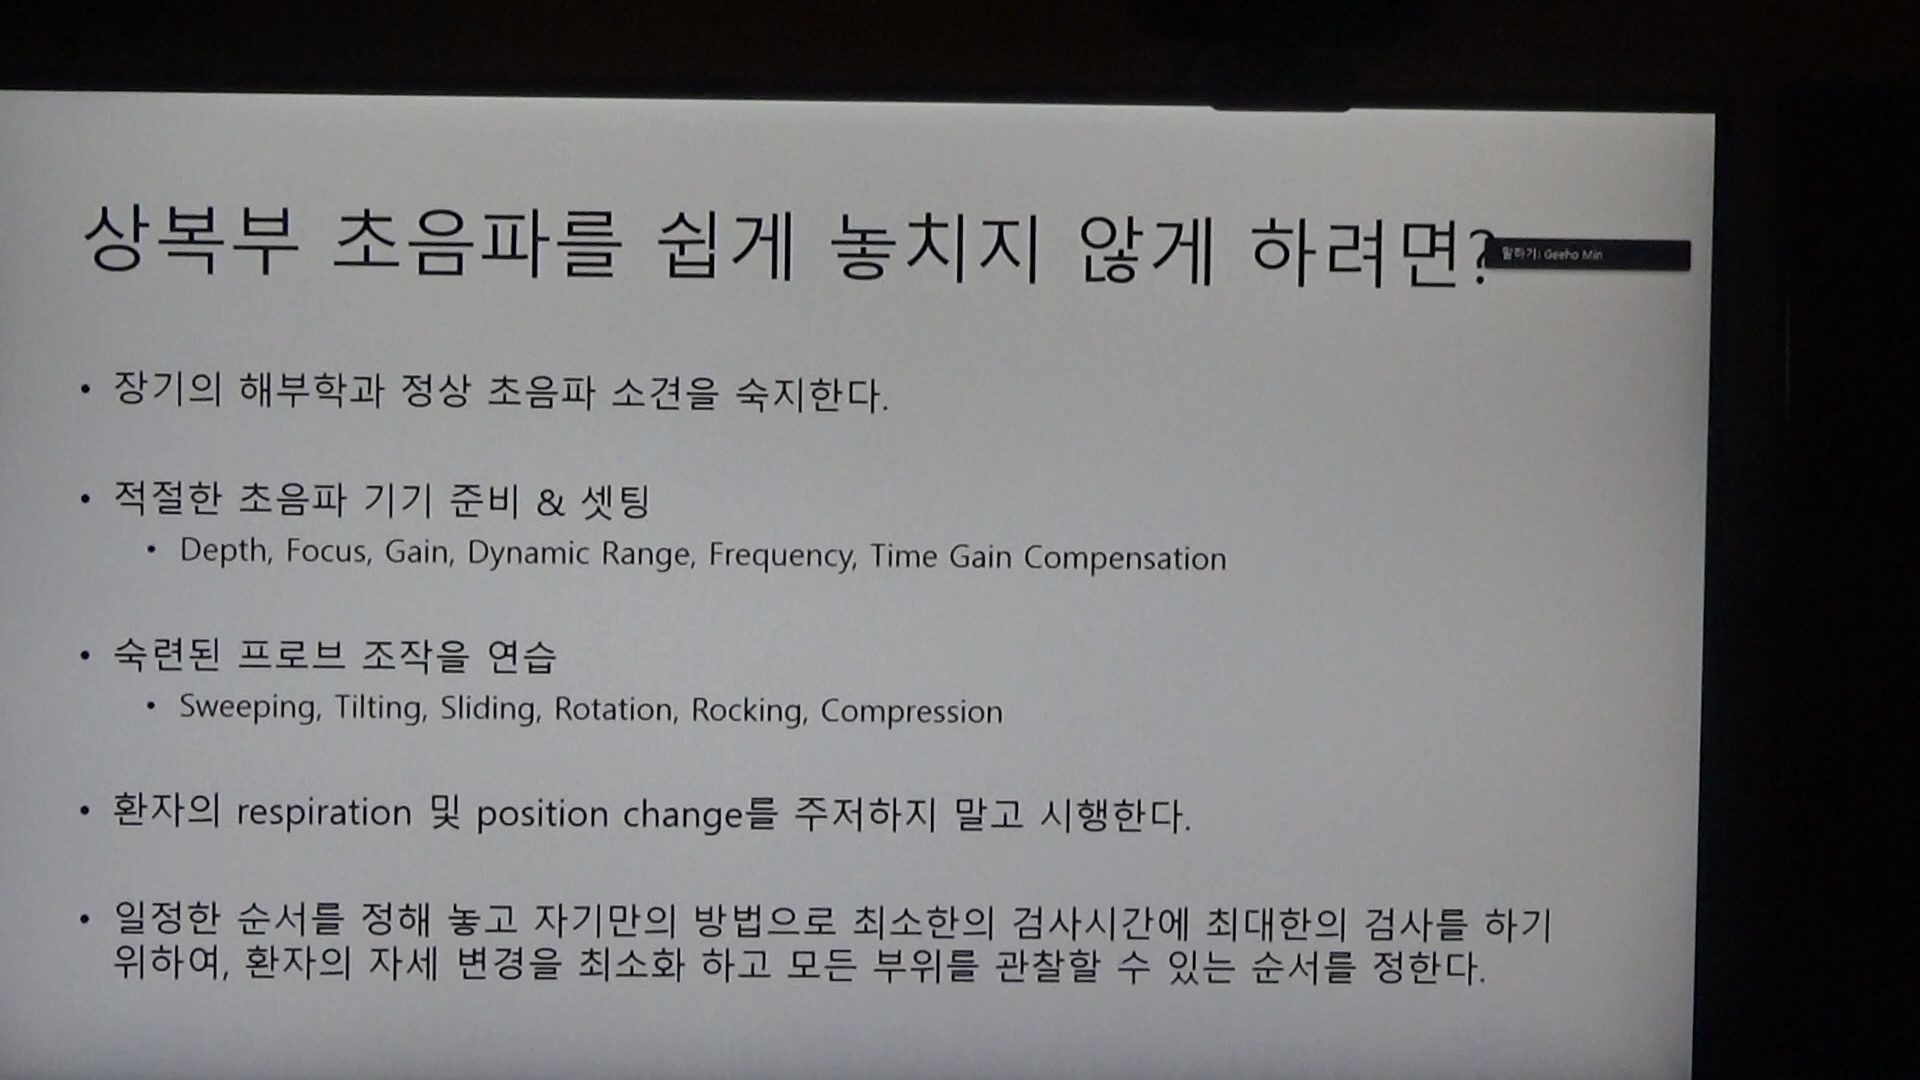 상복부 초음파를 쉽게 놓치지 않게 하려면?
말하기: Geeho Min
• 장기의 해부학과 정상 초음파 소견을 숙지한다.
• 적절한 초음파 기기 준비 & 셋팅
• Depth, Focus, Gain, Dynamic Range, Frequency, Time Gain Compensation
• 숙련된 프로브 조작을 연습
• Sweeping, Tilting, Sliding, Rotation, Rocking, Compression
• 환자의 respiration 및 position change를 주저하지 말고 시행한다.
• 일정한 순서를 정해 놓고 자기만의 방법으로 최소한의 검사시간에 최대한의 검사를 하기
위하여, 환자의 자세 변경을 최소화 하고 모든 부위를 관찰할 수 있는 순서를 정한다.